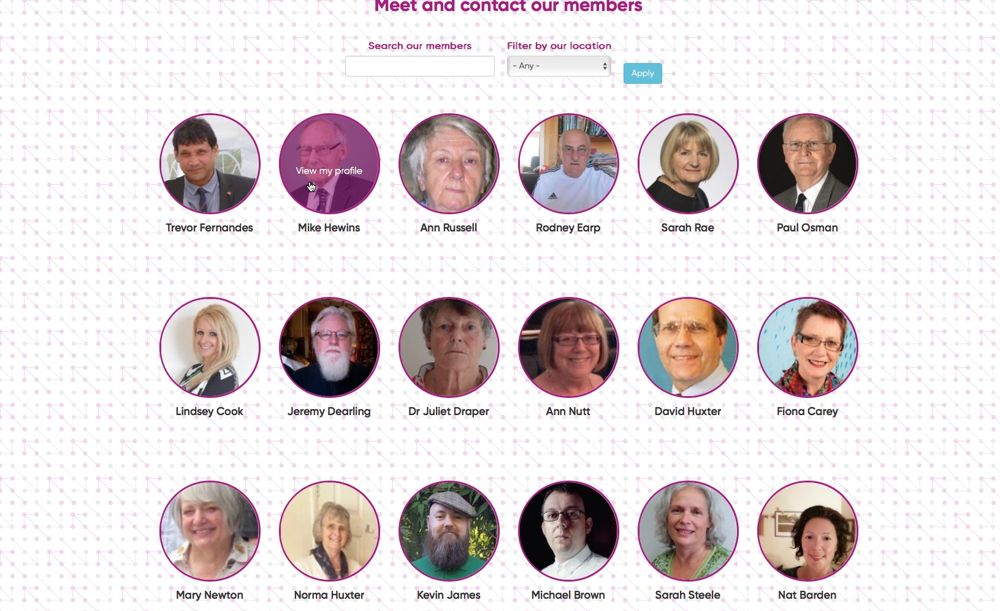 Meet and contact our members
Search our members
Filter by our location
- Any -
Apply
View my profile
Trevor Fernandes
Mike Hewins
Ann Russell
Rodney Earp
Sarah Rae
Paul Osman
Lindsey Cook
Jeremy Dearling
Dr Juliet Draper
Ann Nutt
David Huxter
Fiona Carey
Mary Newton
Norma Huxter
Kevin James
Michael Brown
Sarah Steele
Nat Barden